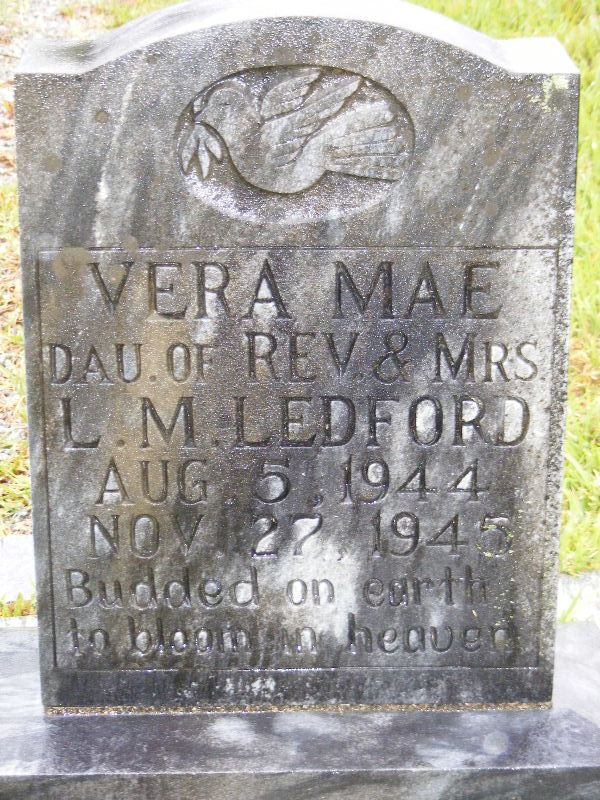 VERA MAE
DAU. OF REV. & MRS
L. M. LEDFORD
AUG. 5, 1944
NOV. 27, 1945
Budded on earth
to bloom in heaven